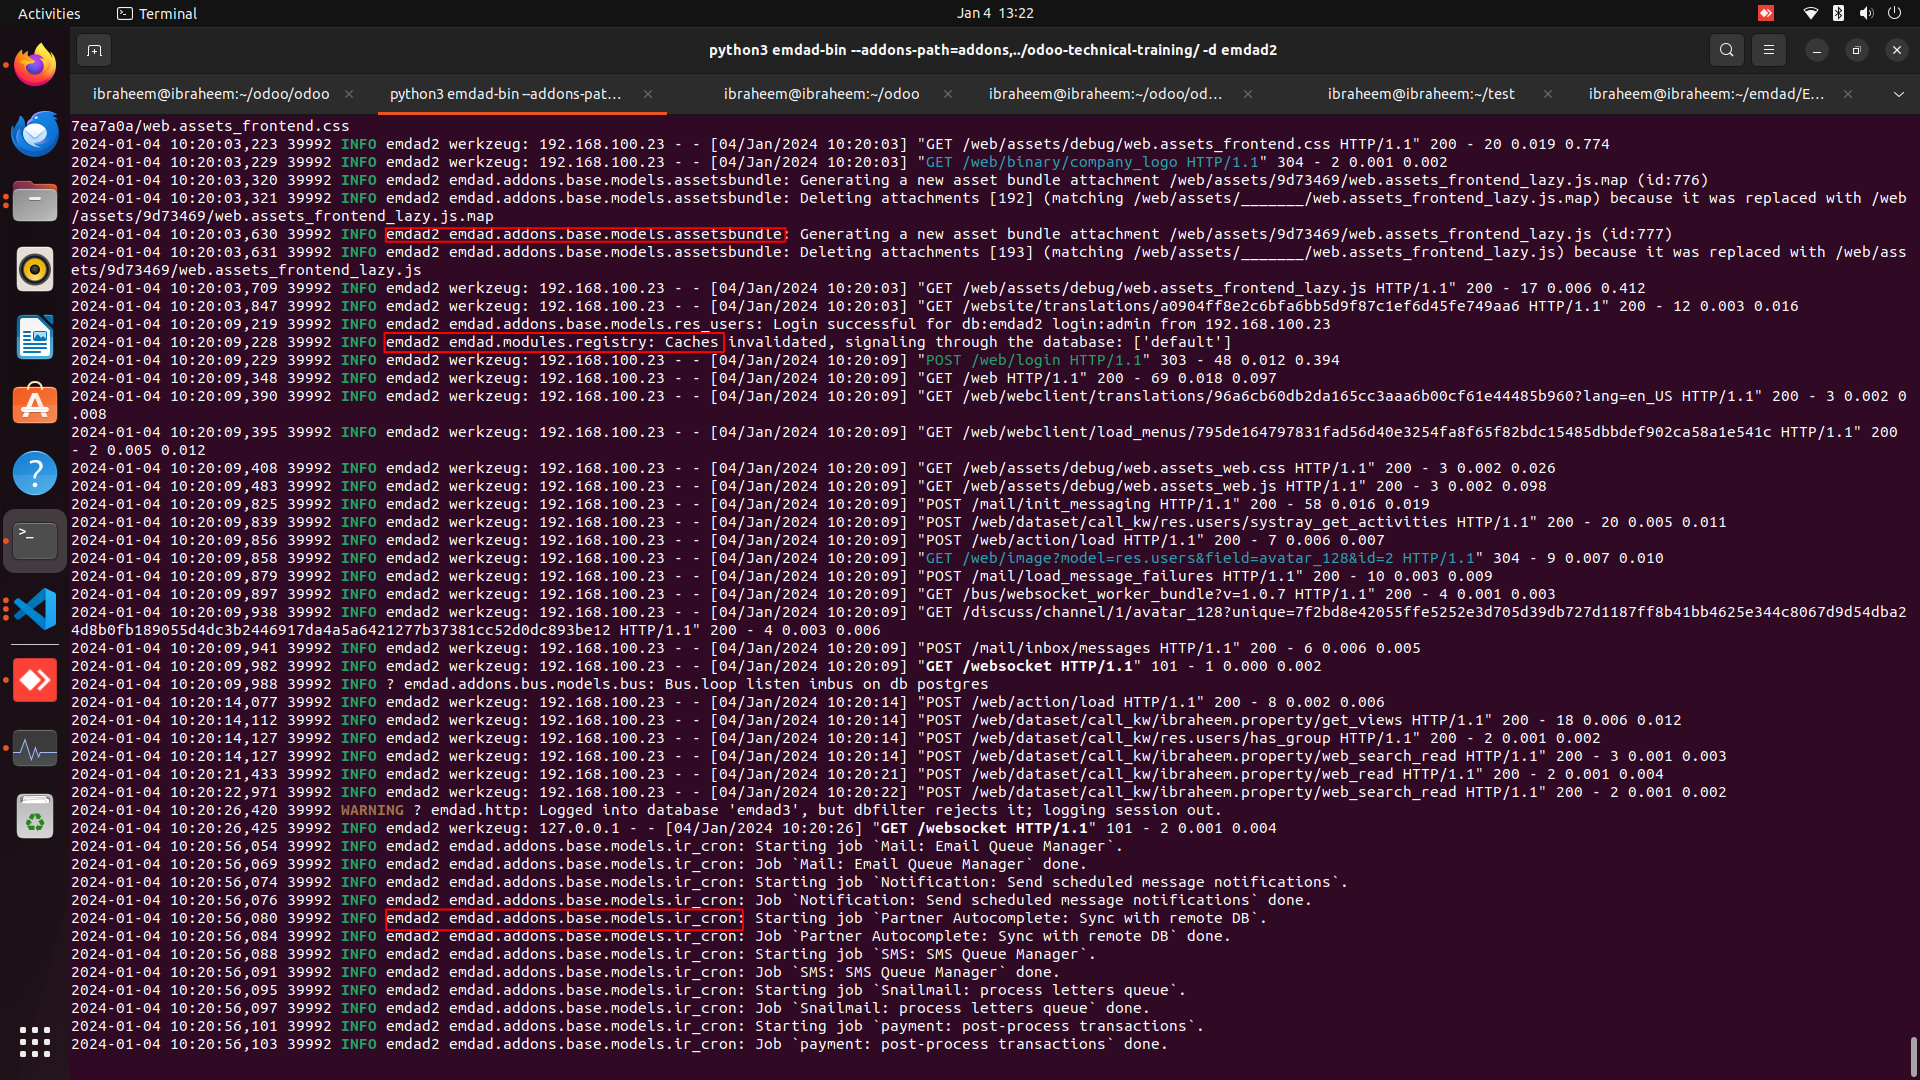 Activities
Terminal
Jan 4 13:22
python3 emdad-bin --addons-path=addons,../odoo-technical-training/ -d emdad2
ibraheem@ibraheem:~/odoo/odoo
python3 emdad-bin --addons-pat...
ibraheem@ibraheem:~/odoo
ibraheem@ibraheem:~/odoo/od...
ibraheem@ibraheem:~/test
ibraheem@ibraheem:~/emdad/E...
7ea7a0a/web.assets_frontend.css
2024-01-04 10:20:03,223 39992 INFO emdad2 werkzeug: 192.168.100.23 - - [04/Jan/2024 10:20:03] "GET /web/assets/debug/web.assets_frontend.css HTTP/1.1" 200 - 20 0.019 0.774
2024-01-04 10:20:03,229 39992 INFO emdad2 werkzeug: 192.168.100.23 - - [04/Jan/2024 10:20:03] "GET /web/binary/company_logo HTTP/1.1" 304 - 2 0.001 0.002
2024-01-04 10:20:03,320 39992 INFO emdad2 emdad.addons.base.models.assetsbundle: Generating a new asset bundle attachment /web/assets/9d73469/web.assets_frontend_lazy.js.map (id:776)
2024-01-04 10:20:03,321 39992 INFO emdad2 emdad.addons.base.models.assetsbundle: Deleting attachments [192] (matching /web/assets/_______/web.assets_frontend_lazy.js.map) because it was replaced with /web
/assets/9d73469/web.assets_frontend_lazy.js.map
2024-01-04 10:20:03,630 39992 INFO emdad2 emdad.addons.base.models.assetsbundle: Generating a new asset bundle attachment /web/assets/9d73469/web.assets_frontend_lazy.js (id:777)
2024-01-04 10:20:03,631 39992 INFO emdad2 emdad.addons.base.models.assetsbundle: Deleting attachments [193] (matching /web/assets/_______/web.assets_frontend_lazy.js) because it was replaced with /web/ass
ets/9d73469/web.assets_frontend_lazy.js
2024-01-04 10:20:03,709 39992 INFO emdad2 werkzeug: 192.168.100.23 - - [04/Jan/2024 10:20:03] "GET /web/assets/debug/web.assets_frontend_lazy.js HTTP/1.1" 200 - 17 0.006 0.412
2024-01-04 10:20:03,847 39992 INFO emdad2 werkzeug: 192.168.100.23 - - [04/Jan/2024 10:20:03] "GET /website/translations/a0904ff8e2c6bfa6bb5d9f87c1ef6d45fe749aa6 HTTP/1.1" 200 - 12 0.003 0.016
2024-01-04 10:20:09,219 39992 INFO emdad2 emdad.addons.base.models.res_users: Login successful for db:emdad2 login:admin from 192.168.100.23
2024-01-04 10:20:09,228 39992 INFO emdad2 emdad.modules.registry: Caches invalidated, signaling through the database: ['default']
2024-01-04 10:20:09,229 39992 INFO emdad2 werkzeug: 192.168.100.23 - - [04/Jan/2024 10:20:09] "POST /web/login HTTP/1.1" 303 - 48 0.012 0.394
2024-01-04 10:20:09,348 39992 INFO emdad2 werkzeug: 192.168.100.23 - - [04/Jan/2024 10:20:09] "GET /web HTTP/1.1" 200 - 69 0.018 0.097
2024-01-04 10:20:09,390 39992 INFO emdad2 werkzeug: 192.168.100.23 - - [04/Jan/2024 10:20:09] "GET /web/webclient/translations/96a6cb60db2da165cc3aaa6b00cf61e44485b960?lang=en_US HTTP/1.1" 200 - 3 0.002 0
.008
2024-01-04 10:20:09,395 39992 INFO emdad2 werkzeug: 192.168.100.23 - - [04/Jan/2024 10:20:09] "GET /web/webclient/load_menus/795de164797831fad56d40e3254fa8f65f82bdc15485dbbdef902ca58a1e541c HTTP/1.1" 200
- 2 0.005 0.012
2024-01-04 10:20:09,408 39992 INFO emdad2 werkzeug: 192.168.100.23 - - [04/Jan/2024 10:20:09] "GET /web/assets/debug/web.assets_web.css HTTP/1.1" 200 - 3 0.002 0.026
2024-01-04 10:20:09,483 39992 INFO emdad2 werkzeug: 192.168.100.23 - - [04/Jan/2024 10:20:09] "GET /web/assets/debug/web.assets_web.js HTTP/1.1" 200 - 3 0.002 0.098
2024-01-04 10:20:09,825 39992 INFO emdad2 werkzeug: 192.168.100.23 - - [04/Jan/2024 10:20:09] "POST /mail/init_messaging HTTP/1.1" 200 - 58 0.016 0.019
2024-01-04 10:20:09,839 39992 INFO emdad2 werkzeug: 192.168.100.23 - - [04/Jan/2024 10:20:09] "POST /web/dataset/call_kw/res.users/systray_get_activities HTTP/1.1" 200 - 20 0.005 0.011
2024-01-04 10:20:09,856 39992 INFO emdad2 werkzeug: 192.168.100.23 - - [04/Jan/2024 10:20:09] "POST /web/action/load HTTP/1.1" 200 - 7 0.006 0.007
2024-01-04 10:20:09,858 39992 INFO emdad2 werkzeug: 192.168.100.23 - - [04/Jan/2024 10:20:09] "GET /web/image?model=res.users&field=avatar_128&id=2 HTTP/1.1" 304 - 9 0.007 0.010
2024-01-04 10:20:09,879 39992 INFO emdad2 werkzeug: 192.168.100.23 - - [04/Jan/2024 10:20:09] "POST /mail/load_message_failures HTTP/1.1" 200 - 10 0.003 0.009
2024-01-04 10:20:09,897 39992 INFO emdad2 werkzeug: 192.168.100.23 - - [04/Jan/2024 10:20:09] "GET /bus/websocket_worker_bundle?v=1.0.7 HTTP/1.1" 200 - 4 0.001 0.003
2024-01-04 10:20:09,938 39992 INFO emdad2 werkzeug: 192.168.100.23 - - [04/Jan/2024 10:20:09] "GET /discuss/channel/1/avatar_128?unique=7f2bd8e42055ffe5252e3d705d39db727d1187ff8b41bb4625e344c8067d9d54dba2
4d8b0fb189055d4dc3b2446917da4a5a6421277b37381cc52d0dc893be12 HTTP/1.1" 200 - 4 0.003 0.006
2024-01-04 10:20:09,941 39992 INFO emdad2 werkzeug: 192.168.100.23 - - [04/Jan/2024 10:20:09] "POST /mail/inbox/messages HTTP/1.1" 200 - 6 0.006 0.005
2024-01-04 10:20:09,982 39992 INFO emdad2 werkzeug: 192.168.100.23 - - [04/Jan/2024 10:20:09] "GET /websocket HTTP/1.1" 101 - 1 0.000 0.002
2024-01-04 10:20:09,988 39992 INFO ? emdad.addons.bus.models.bus: Bus.loop listen imbus on db postgres
2024-01-04 10:20:14,077 39992 INFO emdad2 werkzeug: 192.168.100.23 - - [04/Jan/2024 10:20:14] "POST /web/action/load HTTP/1.1" 200 - 8 0.002 0.006
2024-01-04 10:20:14,112 39992 INFO emdad2 werkzeug: 192.168.100.23 - - [04/Jan/2024 10:20:14] "POST /web/dataset/call_kw/ibraheem.property/get_views HTTP/1.1" 200 - 18 0.006 0.012
2024-01-04 10:20:14,127 39992 INFO emdad2 werkzeug: 192.168.100.23 - - [04/Jan/2024 10:20:14] "POST /web/dataset/call_kw/res.users/has_group HTTP/1.1" 200 - 2 0.001 0.002
2024-01-04 10:20:14,127 39992 INFO emdad2 werkzeug: 192.168.100.23 - - [04/Jan/2024 10:20:14] "POST /web/dataset/call_kw/ibraheem.property/web_search_read HTTP/1.1" 200 - 3 0.001 0.003
2024-01-04 10:20:21,433 39992 INFO emdad2 werkzeug: 192.168.100.23 - - [04/Jan/2024 10:20:21] "POST /web/dataset/call_kw/ibraheem.property/web_read HTTP/1.1" 200 - 2 0.001 0.004
2024-01-04 10:20:22,971 39992 INFO emdad2 werkzeug: 192.168.100.23 - - [04/Jan/2024 10:20:22] "POST /web/dataset/call_kw/ibraheem.property/web_search_read HTTP/1.1" 200 - 2 0.001 0.002
2024-01-04 10:20:26,420 39992 WARNING ? emdad.http: Logged into database 'emdad3', but dbfilter rejects it; logging session out.
2024-01-04 10:20:26,425 39992 INFO emdad2 werkzeug: 127.0.0.1 - - [04/Jan/2024 10:20:26] "GET /websocket HTTP/1.1" 101 - 2 0.001 0.004
2024-01-04 10:20:56,054 39992 INFO emdad2 emdad.addons.base.models.ir_cron: Starting job `Mail: Email Queue Manager`.
2024-01-04 10:20:56,069 39992 INFO emdad2 emdad.addons.base.models.ir_cron: Job `Mail: Email Queue Manager` done.
2024-01-04 10:20:56,074 39992 INFO emdad2 emdad.addons.base.models.ir_cron: Starting job `Notification: Send scheduled message notifications`.
2024-01-04 10:20:56,076 39992 INFO emdad2 emdad.addons.base.models.ir_cron: Job `Notification: Send scheduled message notifications` done.
2024-01-04 10:20:56,080 39992 INFO emdad2 emdad.addons.base.models.ir_cron: Starting job `Partner Autocomplete: Sync with remote DB`.
2024-01-04 10:20:56,084 39992 INFO emdad2 emdad.addons.base.models.ir_cron: Job `Partner Autocomplete: Sync with remote DB` done.
2024-01-04 10:20:56,088 39992 INFO emdad2 emdad.addons.base.models.ir_cron: Starting job `SMS: SMS Queue Manager`.
2024-01-04 10:20:56,091 39992 INFO emdad2 emdad.addons.base.models.ir_cron: Job `SMS: SMS Queue Manager` done.
2024-01-04 10:20:56,095 39992 INFO emdad2 emdad.addons.base.models.ir_cron: Starting job `Snailmail: process letters queue`.
2024-01-04 10:20:56,097 39992 INFO emdad2 emdad.addons.base.models.ir_cron: Job `Snailmail: process letters queue` done.
2024-01-04 10:20:56,101 39992 INFO emdad2 emdad.addons.base.models.ir_cron: Starting job `payment: post-process transactions`.
2024-01-04 10:20:56,103 39992 INFO emdad2 emdad.addons.base.models.ir_cron: Job `payment: post-process transactions` done.